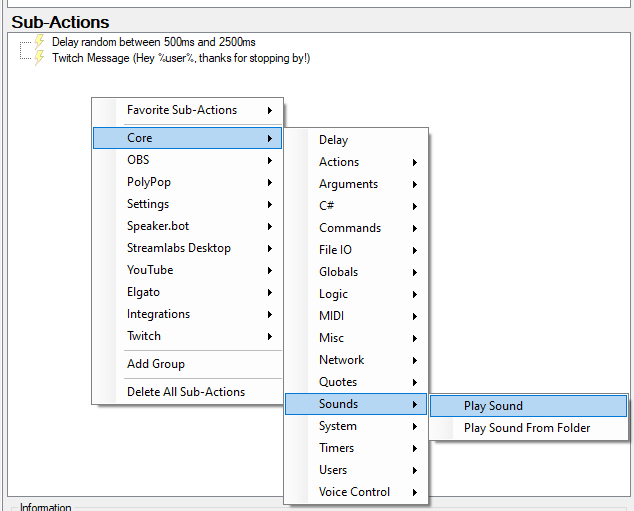 Sub-Actions
Delay random between 500ms and 2500ms
Twitch Message (Hey %user%, thanks for stopping by!)
Favorite Sub-Actions
Core
OBS
PolyPop
Settings
Speaker.bot
Streamlabs Desktop
YouTube
Elgato
Integrations
Twitch
Add Group
Delete All Sub-Actions
Delay
Actions
Arguments
C#
Commands
File IO
Globals
Logic
MIDI
Misc
Network
Quotes
Sounds
System
Timers
Users
Voice Control
Play Sound
Play Sound From Folder
Information